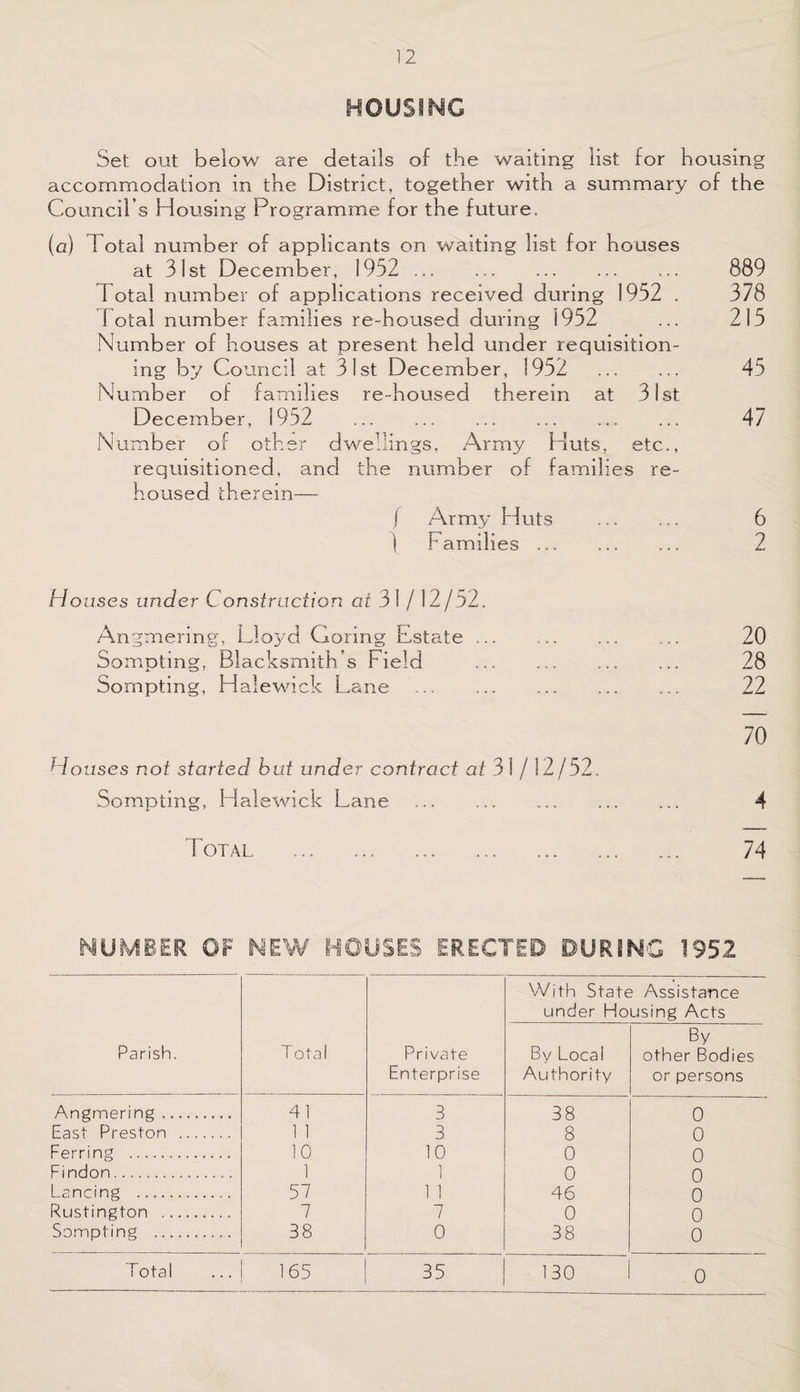 12
HOUSING
Set out below are details of the waiting list for housing
accommodation in the District, together with a summary of the
Council's Housing Programme for the future.
(a) Total number of applicants on waiting list for houses
at 31st December, 1952 ... ... ... ... ... 889
Total number of applications received during 1952 . 378
Total number families re-housed during 1952 ... 215
Number of houses at present held under requisition-
ing by Council at 31st December, 1952 ... ... 45
Number of families re-housed therein at 31st
December, 1952 ... ... ... ... ... ... 47
Number of other dwellings, Army Huts, etc.,
requisitioned, and the number of families re-
housed therein—
( Army Huts ... ... 6
) Families ... ... ... 2
Houses under Construction at 31/12/52.
Angmering, Lloyd Goring Estate ... ... ... ... 20
Sompting, Blacksmith's Field ... ... ... ... 28
Sompting, Halewick Lane ... ... ... ... ... 22
70
Houses not started but under contract at 31/12/52.
Sompting, Halewick Lane ... ... ... ... ... 4
TOTAL ... ... ... ... ... ... ... 74
NUMBER OF NEW HOUSES ERECTED DURING 1952
With State Assistance
under Housing Acts
Parish. Total Private Enterprise By Local Authority By other Bodies or persons
Angmering .......... 41 3 38 0
East Preston ....... 11 3 8 0
Ferring ............. 10 10 0 0
Findon............... 1 1 0 0
Lancing ............ 57 11 46 0
Rustington ......... 7 7 0 0
Sompting .......... 38 0 38 0
Total ... 165 35 130 0